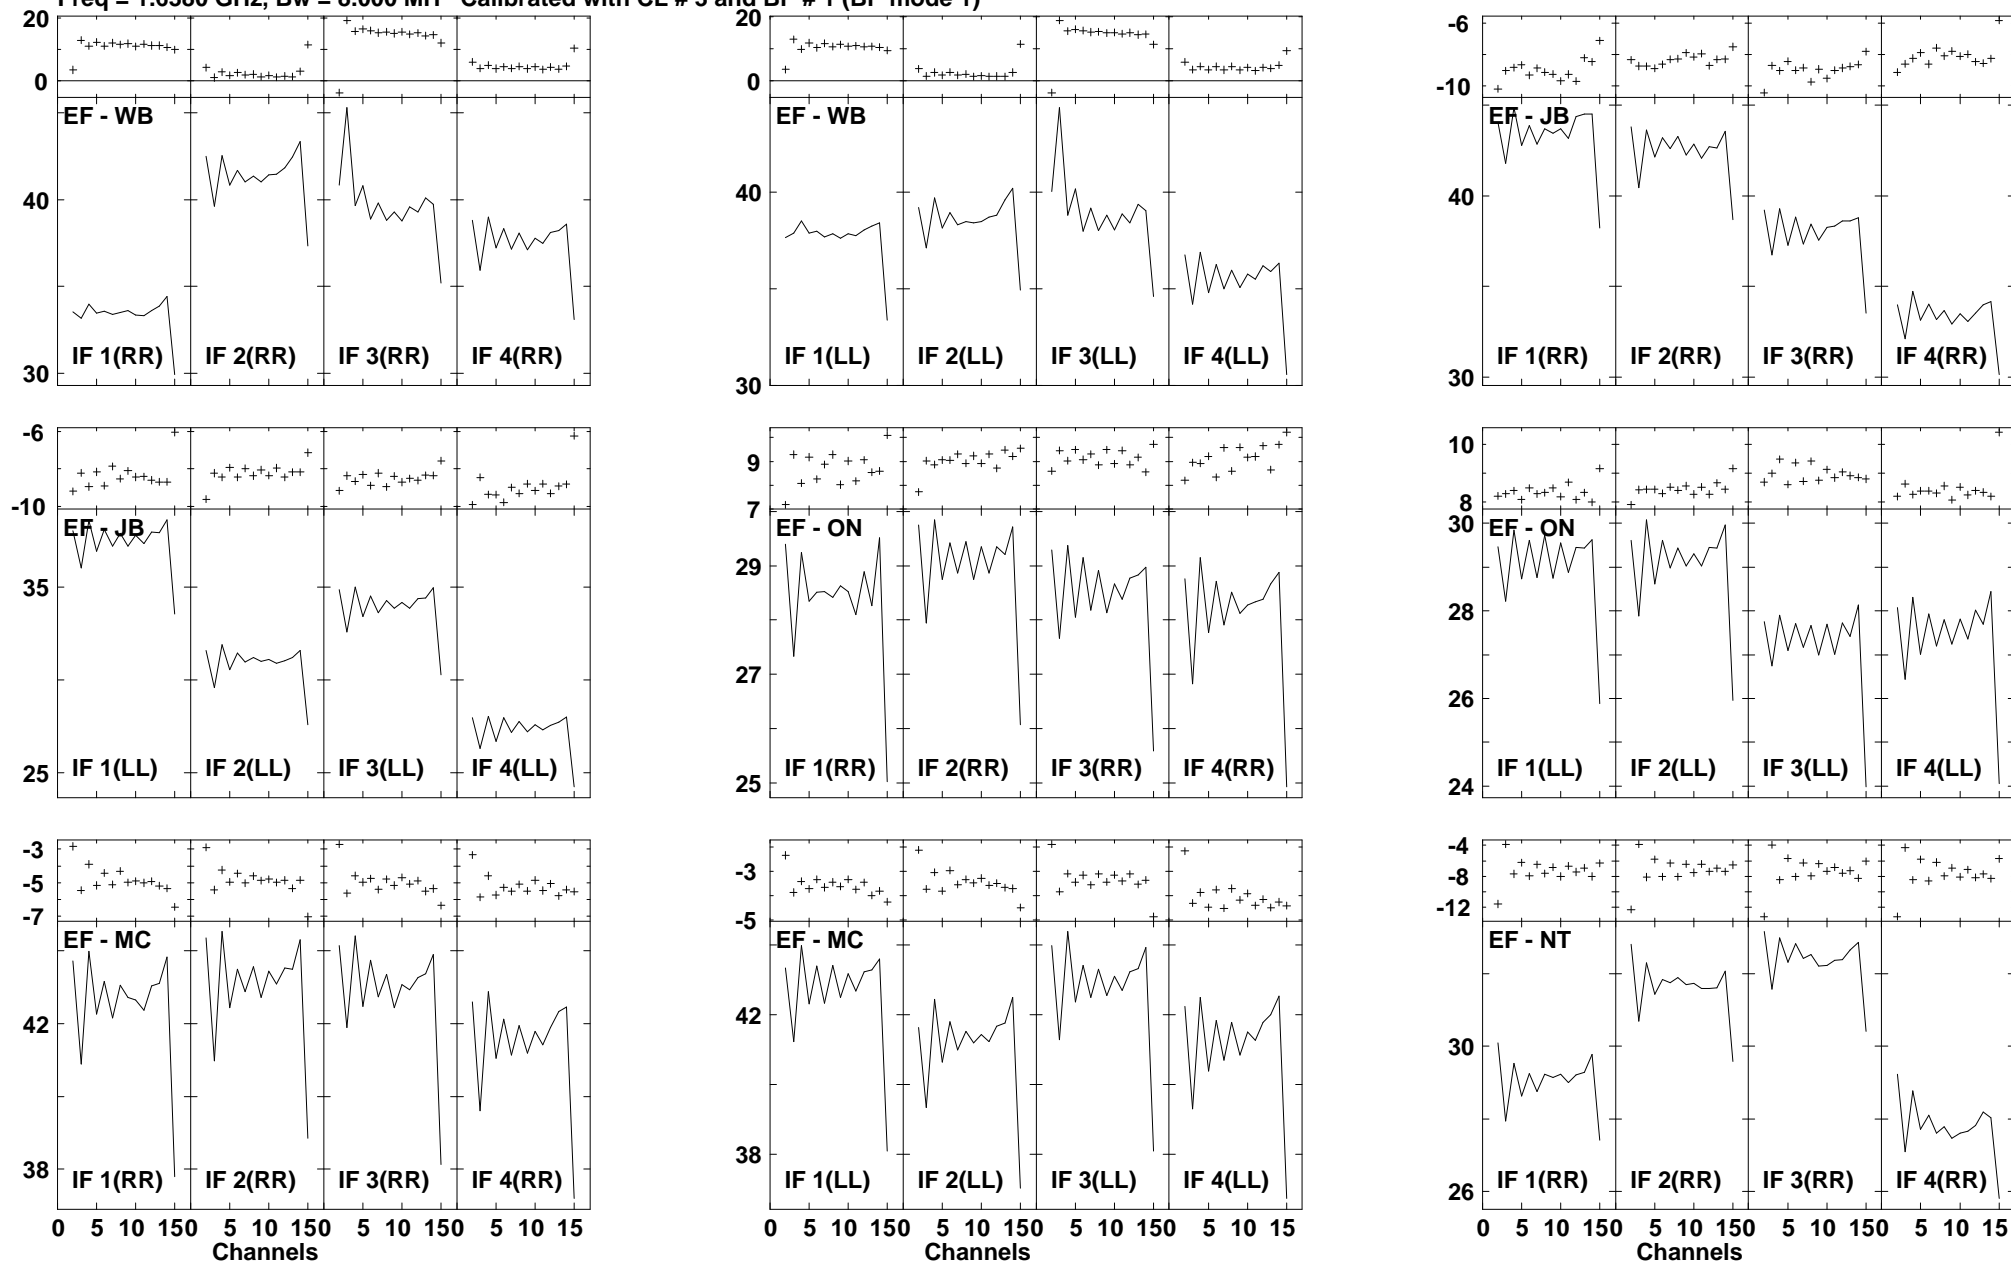 Freq = 1.6380 GHz, Bw = 8.000 MH Calibrated with CL # 3 and BP # 1 (BP mode 1)
20 20 -6
0 0 -10
EF - WB EF - WB EF - JB
40 40 40
IF 1(RR) IF 2(RR) IF 3(RR) IF 4(RR) IF 1(LL) IF 2(LL) IF 3(LL) IF 4(LL) IF 1(RR) IF 2(RR) IF 3(RR) IF 4(RR)
30 30 30
-6 9 10
-10 7 8
EF - JB EF - ON EF - ON
30
35 29 28
27 26
IF 1(LL) IF 2(LL) IF 3(LL) IF 4(LL) IF 1(RR) IF 2(RR) IF 3(RR) IF 4(RR) IF 1(LL) IF 2(LL) IF 3(LL) IF 4(LL)
25 25 24
-3 -3 -4
-5 -8
-7 -5 -12
EF - MC EF - MC EF - NT
42 42 30
38 38 26
IF 1(RR) IF 2(RR) IF 3(RR) IF 4(RR) IF 1(LL) IF 2(LL) IF 3(LL) IF 4(LL) IF 1(RR) IF 2(RR) IF 3(RR) IF 4(RR)
0 5 10 150 5 10 150 5 10 150 5 10 15 0 5 10 150 5 10 150 5 10 150 5 10 15 0 5 10 150 5 10 150 5 10 150 5 10 15
Channels Channels Channels